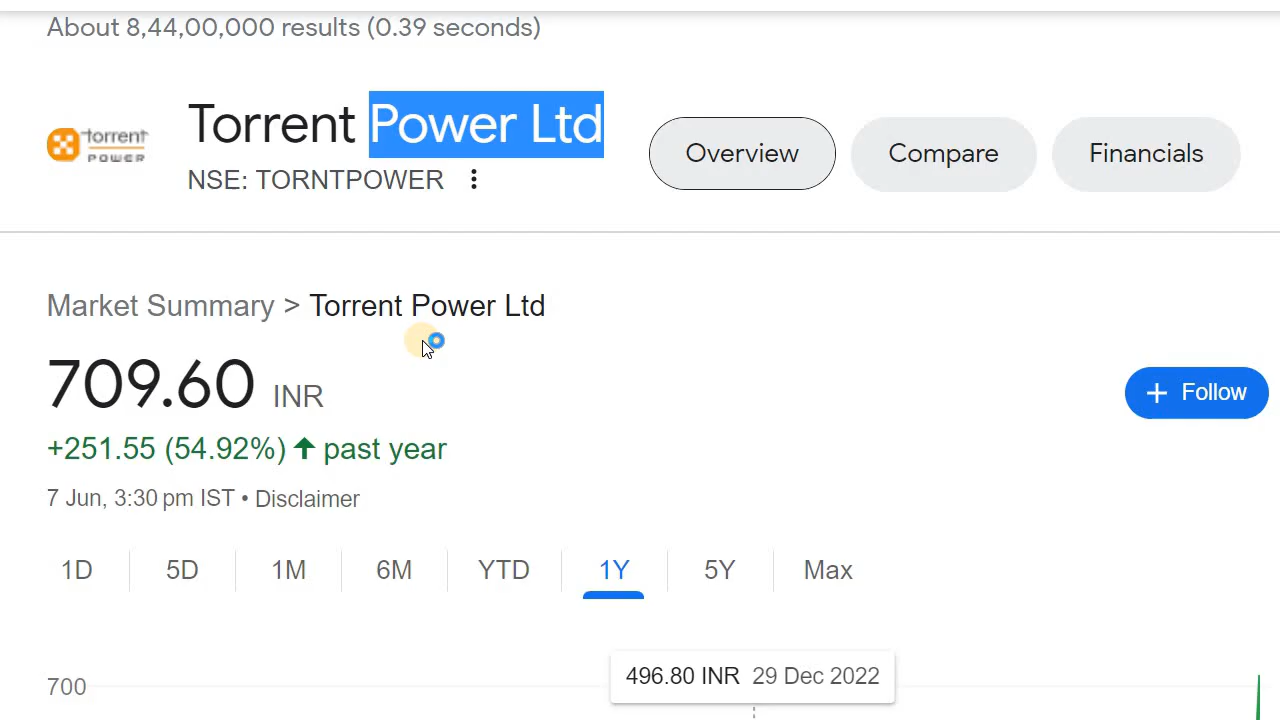 About 8,44,00,000 results (0.39 seconds)
torrent
POWER
Torrent Power Ltd
NSE: TORNTPOWER
Overview
Compare
Financials
Market Summary > Torrent Power Ltd
709.60 INR
+ Follow
+251.55 (54.92%) ↑ past year
7 Jun, 3:30 pm IST • Disclaimer
1D 5D 1M 6M YTD 1Y 5Y Max
496.80 INR 29 Dec 2022
700